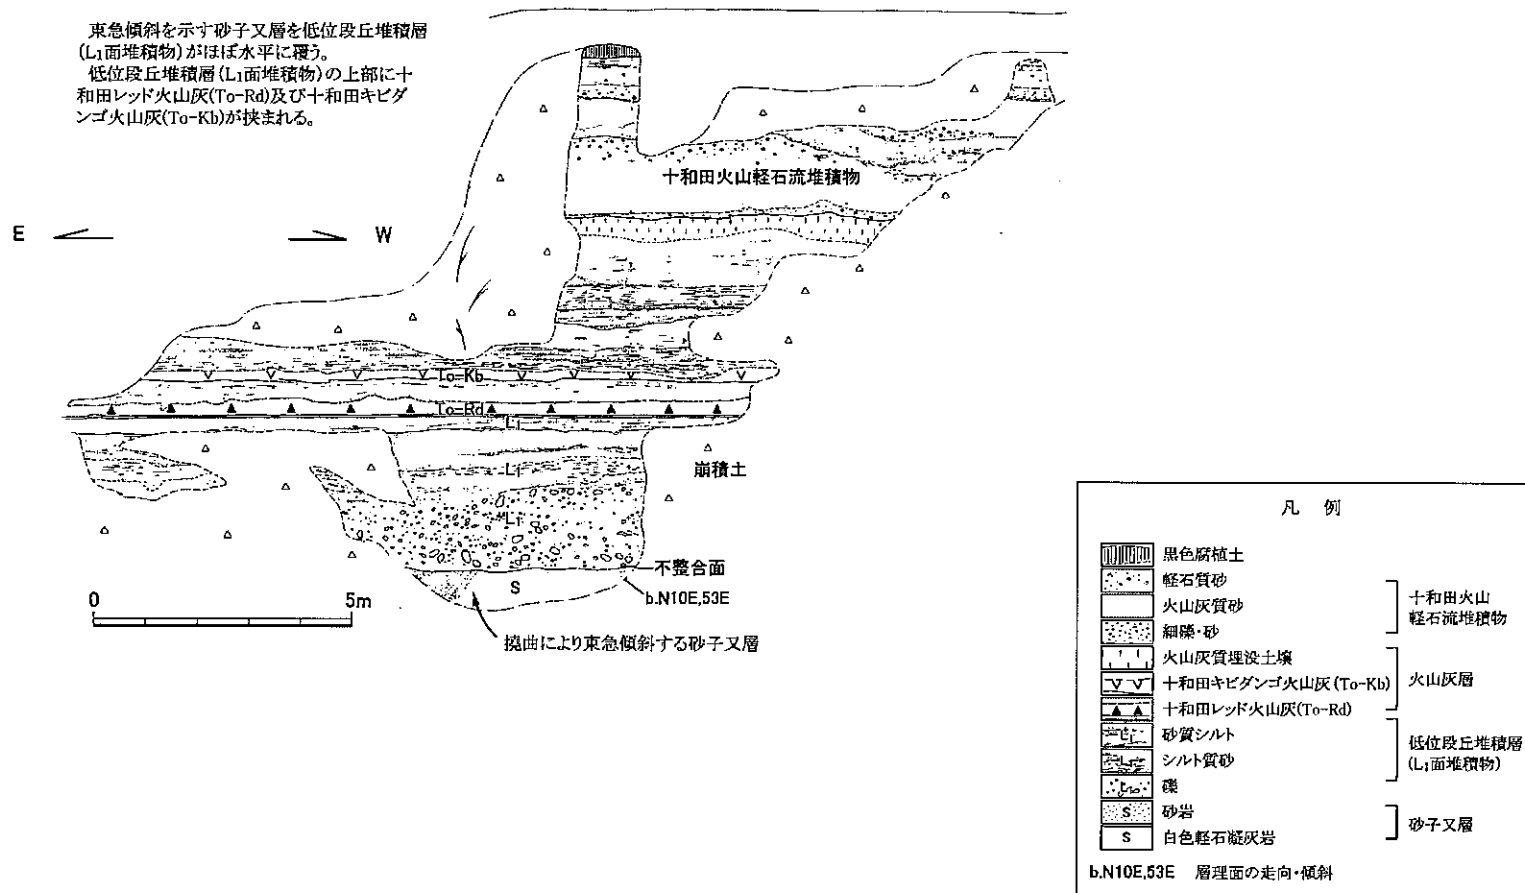 東急傾斜を示す砂子又層を低位段丘堆積層
(L₁面堆積物)がほぼ水平に覆う。
低位段丘堆積層(L₁面堆積物)の上部に十
和田レッド火山灰(To-Rd)及び十和田キビダ
ンゴ火山灰(To-Kb)が挟まれる。
E
W
十和田火山軽石流堆積物
To-Kb
To-Rd
L₁
L₁
崩積土
L₁
不整合面
S
b.N10E,53E
0
5m
撓曲により東急傾斜する砂子又層
凡 例
黒色腐植土
軽石質砂
火山灰質砂
細礫・砂
十和田火山
軽石流堆積物
火山灰質埋没土壌
十和田キビダンゴ火山灰(To-Kb)
十和田レッド火山灰(To-Rd)
火山灰層
L₁ 砂質シルト
L₁ シルト質砂
L₁ 礫
低位段丘堆積層
(L₁面堆積物)
S 砂岩
S 白色軽石凝灰岩
砂子又層
b.N10E,53E 層理面の走向・傾斜